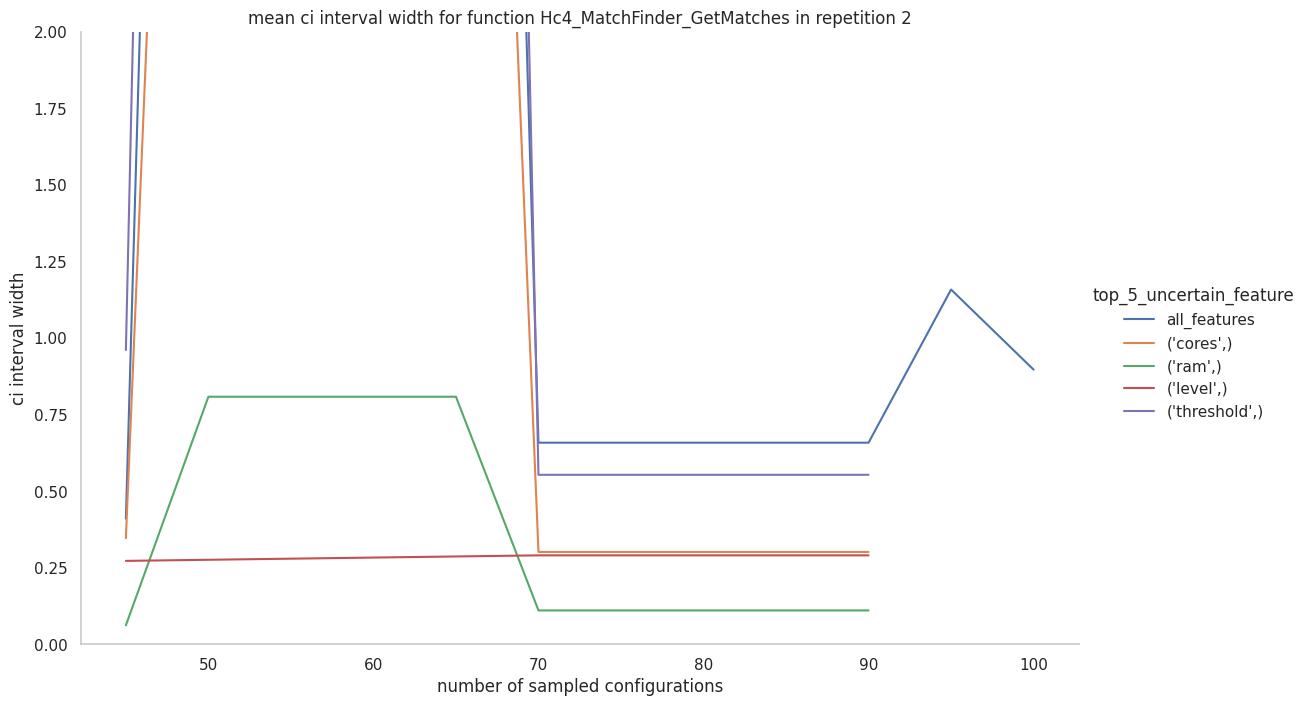 mean ci interval width for function Hc4_MatchFinder_GetMatches in repetition 2
2.00
1.75
1.50
1.25
1.00
0.75
0.50
0.25
0.00
ci interval width
50
60
70
80
90
100
number of sampled configurations
top_5_uncertain_feature
all_features
('cores',)
('ram',)
('level',)
('threshold',)